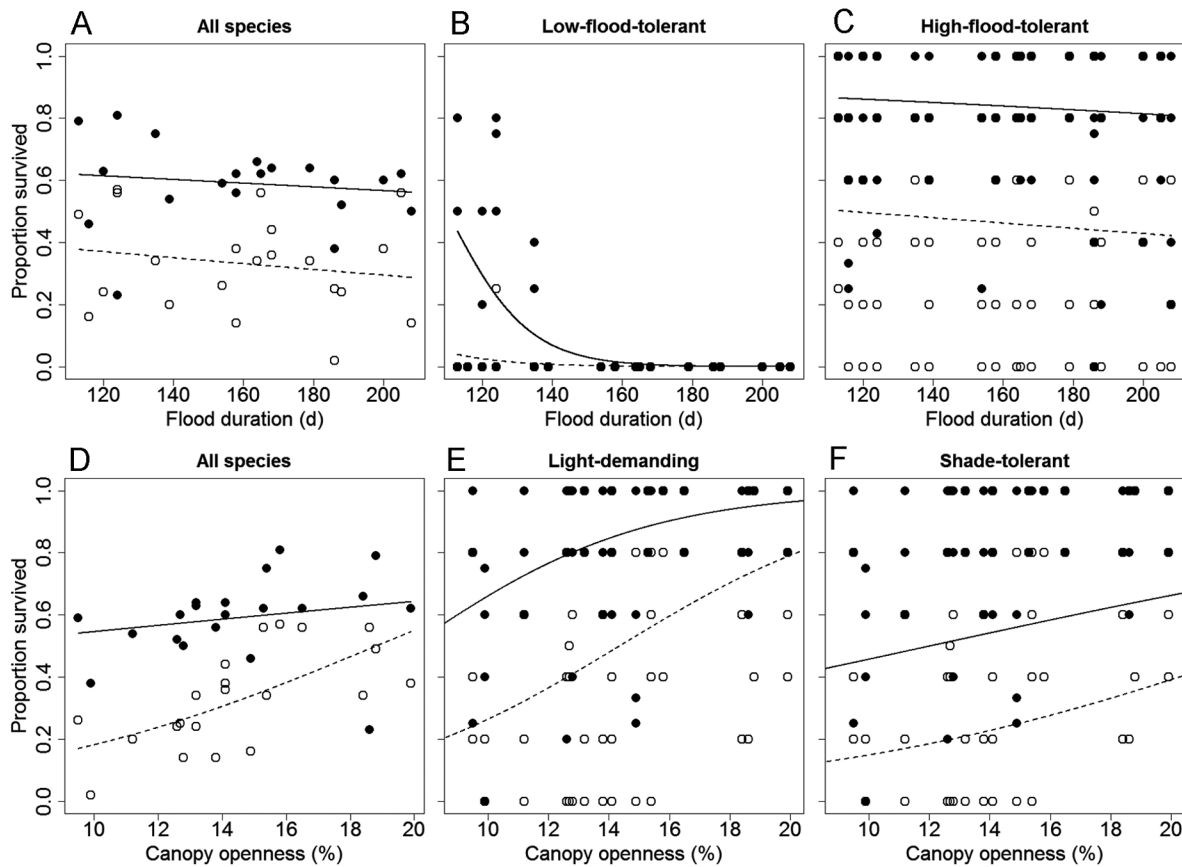 A All species
B Low-flood-tolerant
C High-flood-tolerant
Proportion survived
0.0 0.2 0.4 0.6 0.8 1.0
120 140 160 180 200
120 140 160 180 200
120 140 160 180 200
Flood duration (d)
Flood duration (d)
Flood duration (d)
D All species
E Light-demanding
F Shade-tolerant
Proportion survived
0.0 0.2 0.4 0.6 0.8 1.0
10 12 14 16 18 20
10 12 14 16 18 20
10 12 14 16 18 20
Canopy openness (%)
Canopy openness (%)
Canopy openness (%)